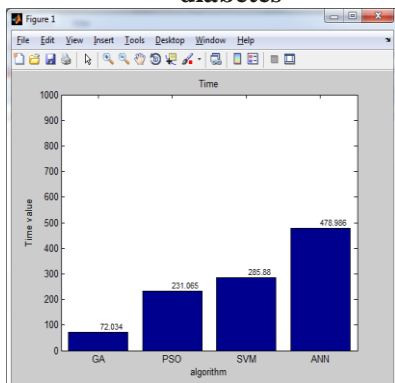 diabetes
Figure 1
File Edit View Insert Tools Desktop Window Help
Time
1000
900
800
700
600
500
400
300
200
100
0
Time value
72.034
231.065
285.88
478.986
GA PSO SVM ANN
algorithm